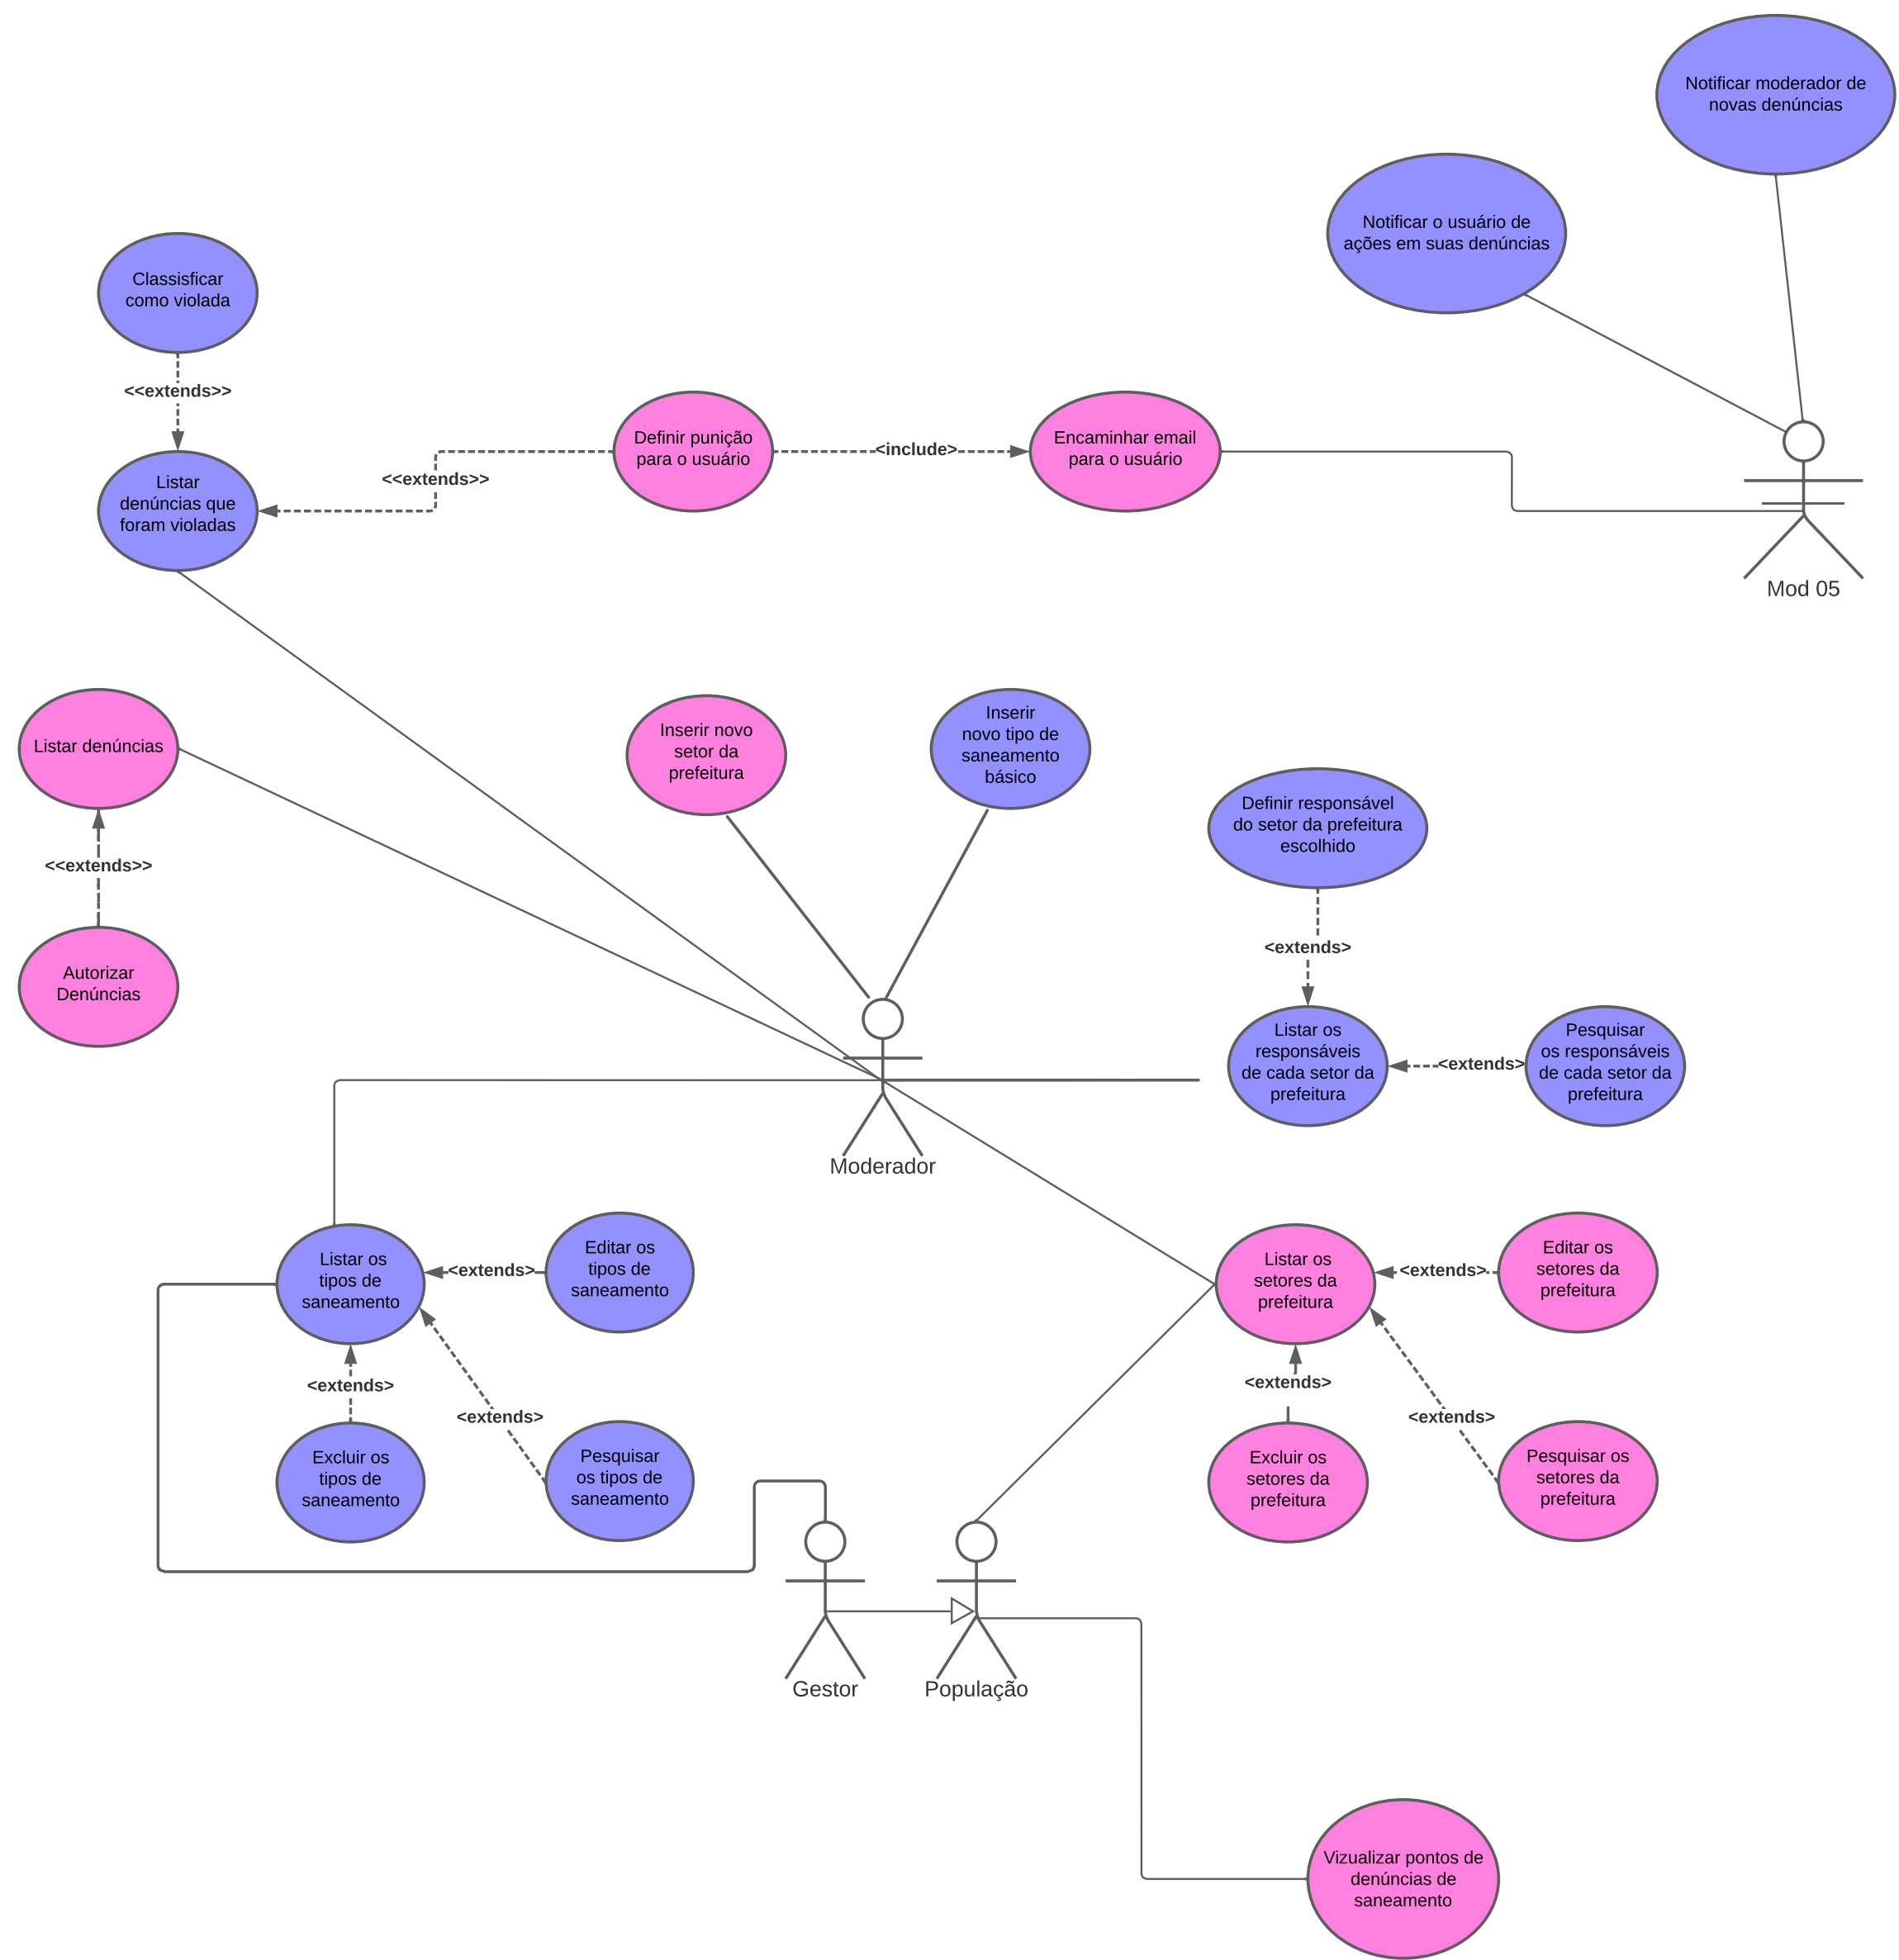 Notificar moderador de
novas denúncias
Notificar o usuário de
ações em suas denúncias
Classisficar
como violada
<<extends>>
Definir punição
para o usuário
<include>
Encaminhar email
para o usuário
<<extends>>
Listar
denúncias que
foram violadas
Mod 05
Listar denúncias
Inserir novo
setor da
prefeitura
Inserir
novo tipo de
saneamento
básico
Definir responsável
do setor da prefeitura
escolhido
<<extends>>
<extends>
Autorizar
Denúncias
Listar os
responsáveis
de cada setor da
prefeitura
<extends>
Pesquisar
os responsáveis
de cada setor da
prefeitura
Moderador
Listar os
tipos de
saneamento
<extends>
Editar os
tipos de
saneamento
Listar os
setores da
prefeitura
<extends>
Editar os
setores da
prefeitura
<extends>
<extends>
<extends>
<extends>
Excluir os
tipos de
saneamento
Pesquisar
os tipos de
saneamento
Excluir os
setores da
prefeitura
Pesquisar os
setores da
prefeitura
Gestor
População
Vizualizar pontos de
denúncias de
saneamento